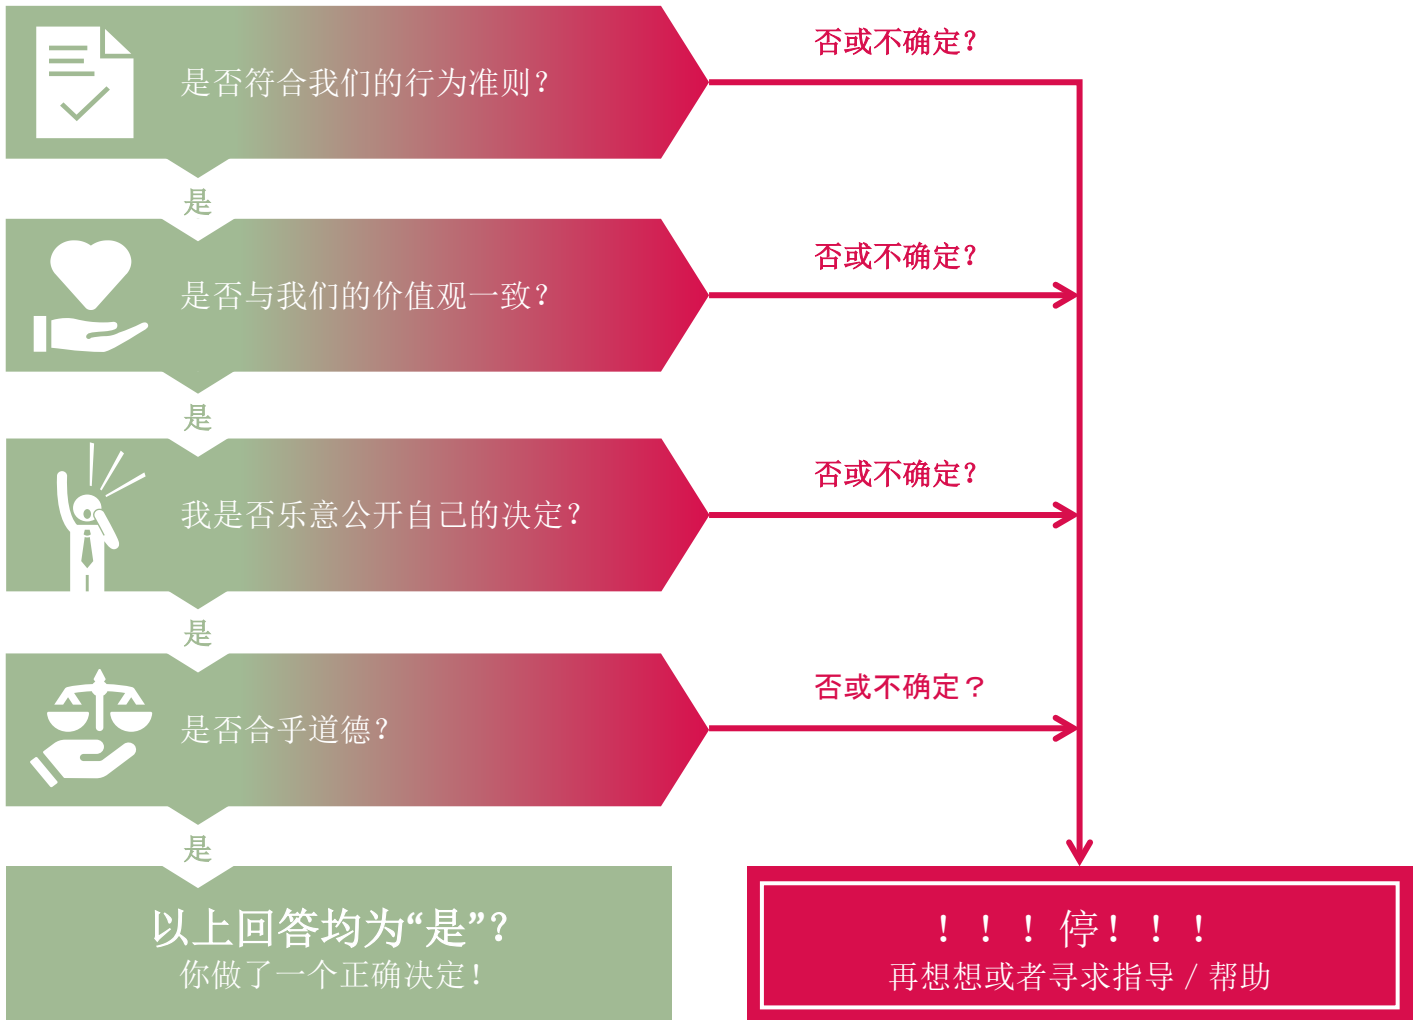 否或不确定？
是否符合我们的行为准则？
是
否或不确定？
是否与我们的价值观一致？
是
否或不确定？
我是否乐意公开自己的决定？
是
否或不确定？
是否合乎道德？
是
以上回答均为“是”？
你做了一个正确决定！
！！！停！！！
再想想或者寻求指导 / 帮助